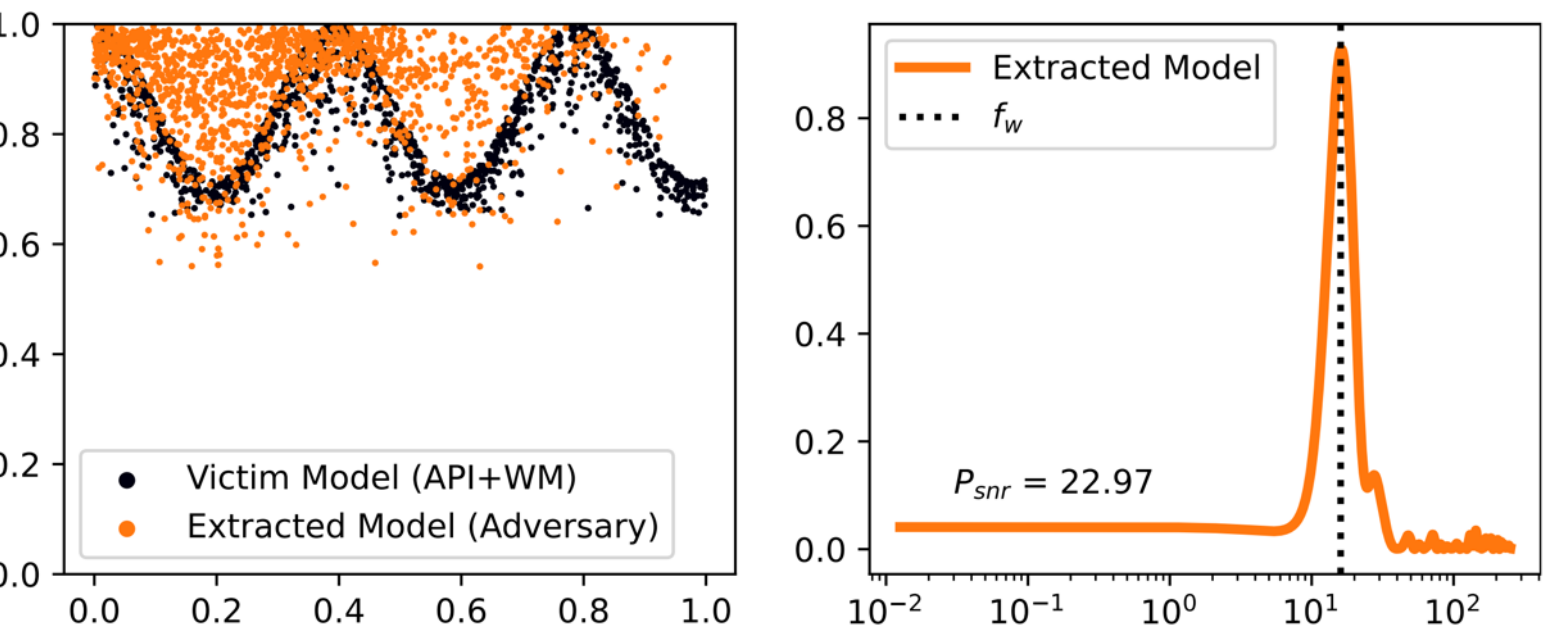 1.0
0.8
0.6
0.4
0.2
0.0
Victim Model (API+WM)
Extracted Model (Adversary)
0.0 0.2 0.4 0.6 0.8 1.0
Extracted Model
f_w
0.8
0.6
0.4
0.2
0.0
P_snr = 22.97
10^-2 10^-1 10^0 10^1 10^2